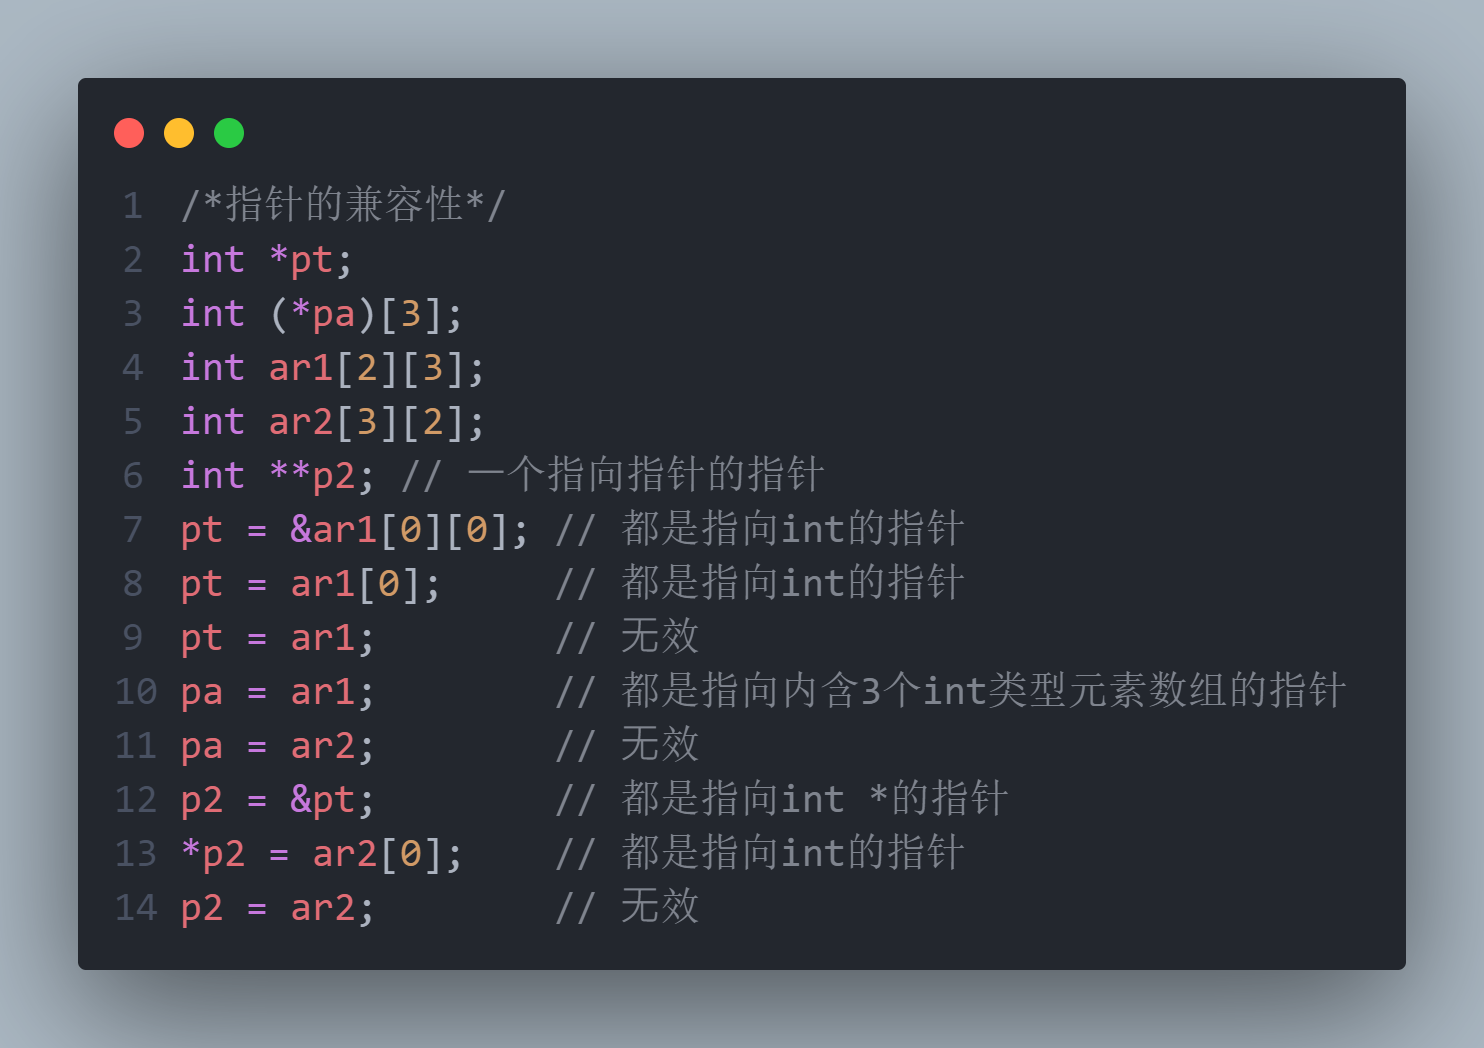 1 /*指针的兼容性*/
2 int *pt;
3 int (*pa)[3];
4 int ar1[2][3];
5 int ar2[3][2];
6 int **p2; // 一个指向指针的指针
7 pt = &ar1[0][0]; // 都是指向int的指针
8 pt = ar1[0];     // 都是指向int的指针
9 pt = ar1;        // 无效
10 pa = ar1;        // 都是指向内含3个int类型元素数组的指针
11 pa = ar2;        // 无效
12 p2 = &pt;        // 都是指向int *的指针
13 *p2 = ar2[0];    // 都是指向int的指针
14 p2 = ar2;        // 无效